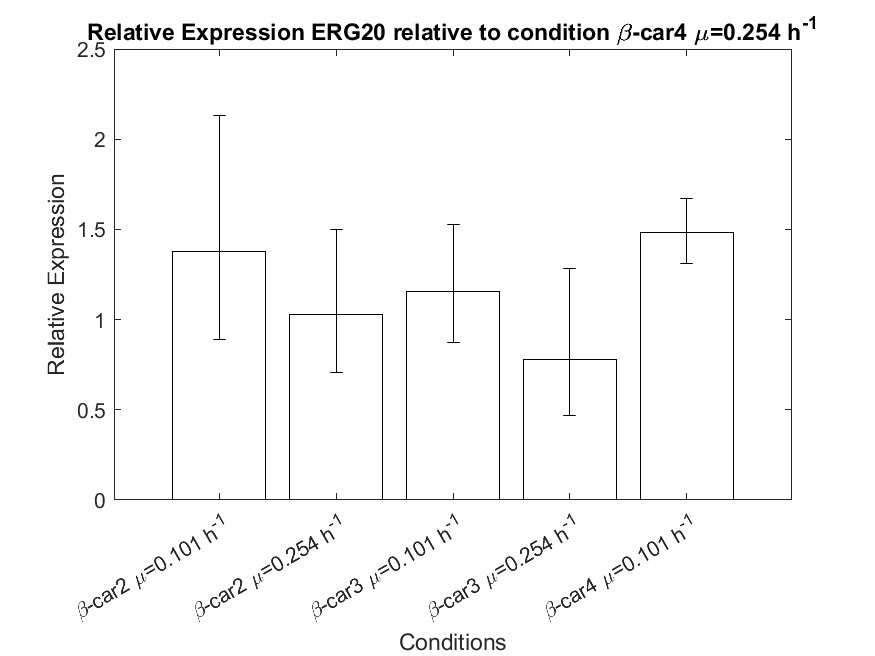 Relative Expression ERG20 relative to condition β-car4 μ=0.254 h⁻¹
Relative Expression
2.5
2
1.5
1
0.5
0
β-car2 μ=0.101 h⁻¹
β-car2 μ=0.254 h⁻¹
β-car3 μ=0.101 h⁻¹
β-car3 μ=0.254 h⁻¹
β-car4 μ=0.101 h⁻¹
Conditions